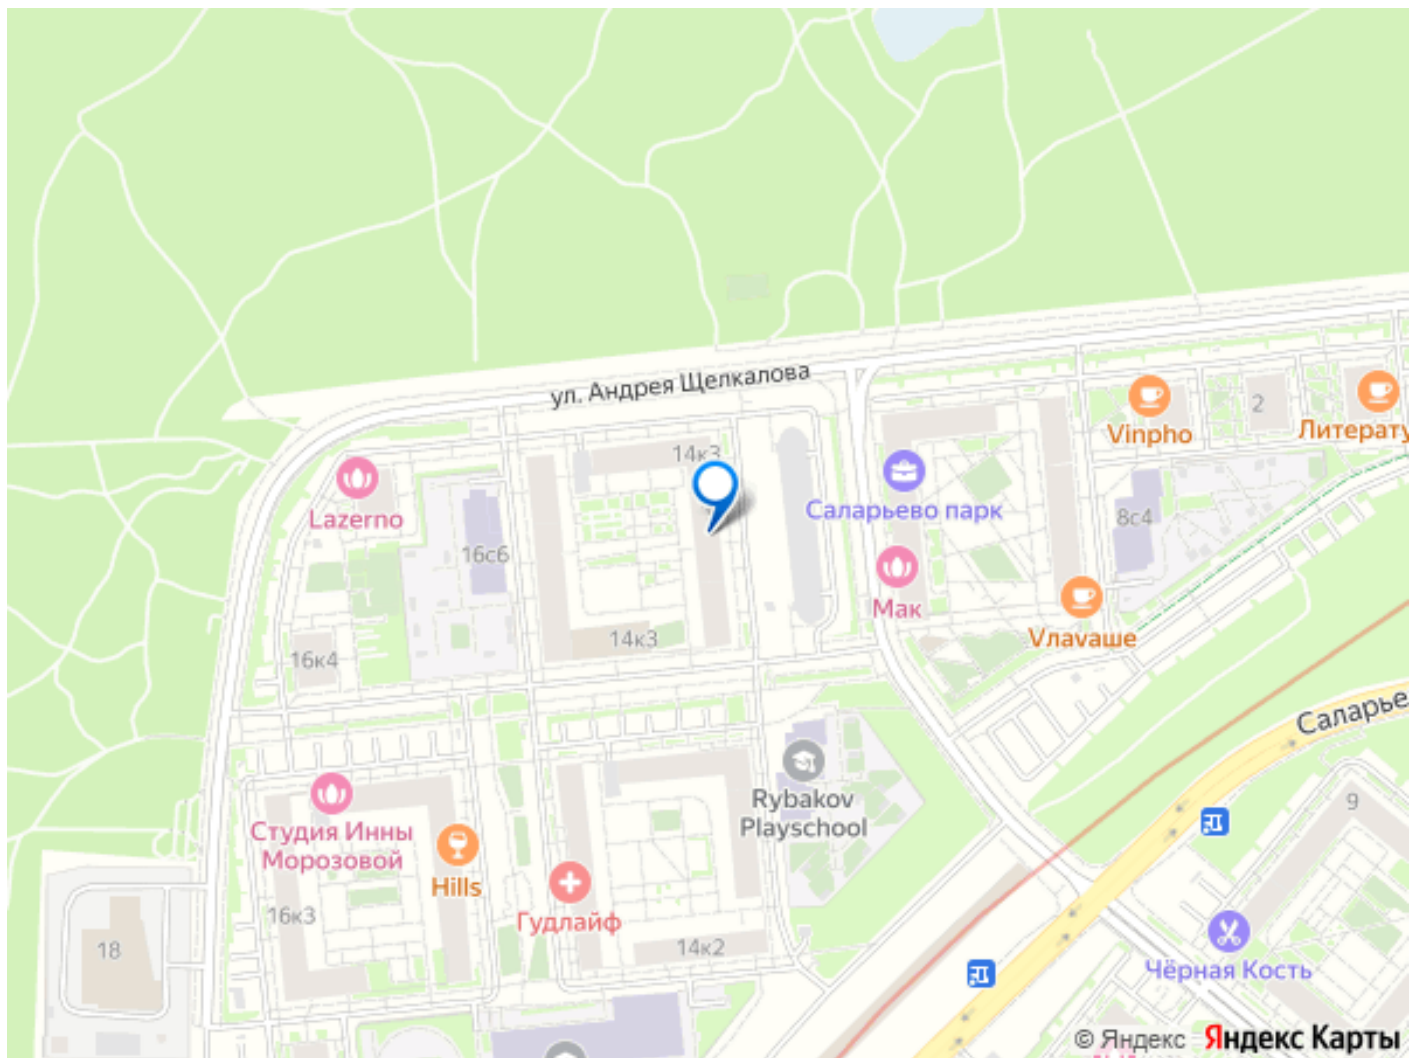 ул. Андрея Щелкалова
Vinpho
2
Литерату
14к3
Lazerno
Саларьево парк
8с4
16с6
Мак
Vлаvаше
14к3
16к4
Саларье
Rybakov
Playschool
9
Студия Инны
Морозовой
Hills
Гудлайф
16к3
14к2
18
Чёрная Кость
© Яндекс Яндекс Карты